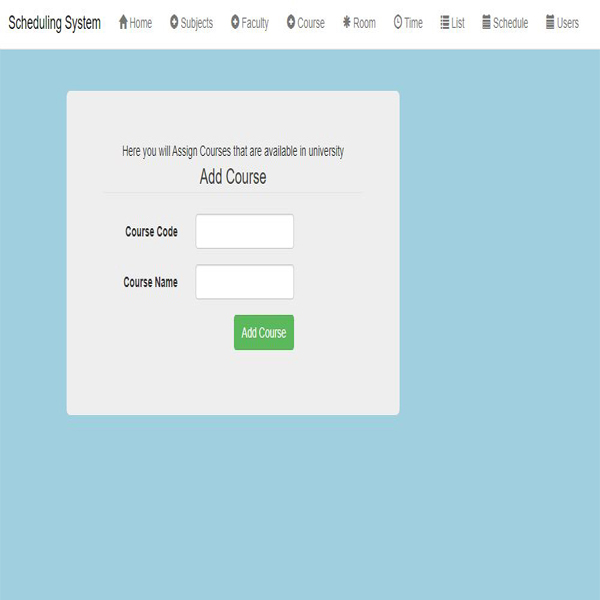 Scheduling System Home Subjects Faculty Course Room Time List Schedule Users
Here you will Assign Courses that are available in university
Add Course
Course Code
Course Name
Add Course